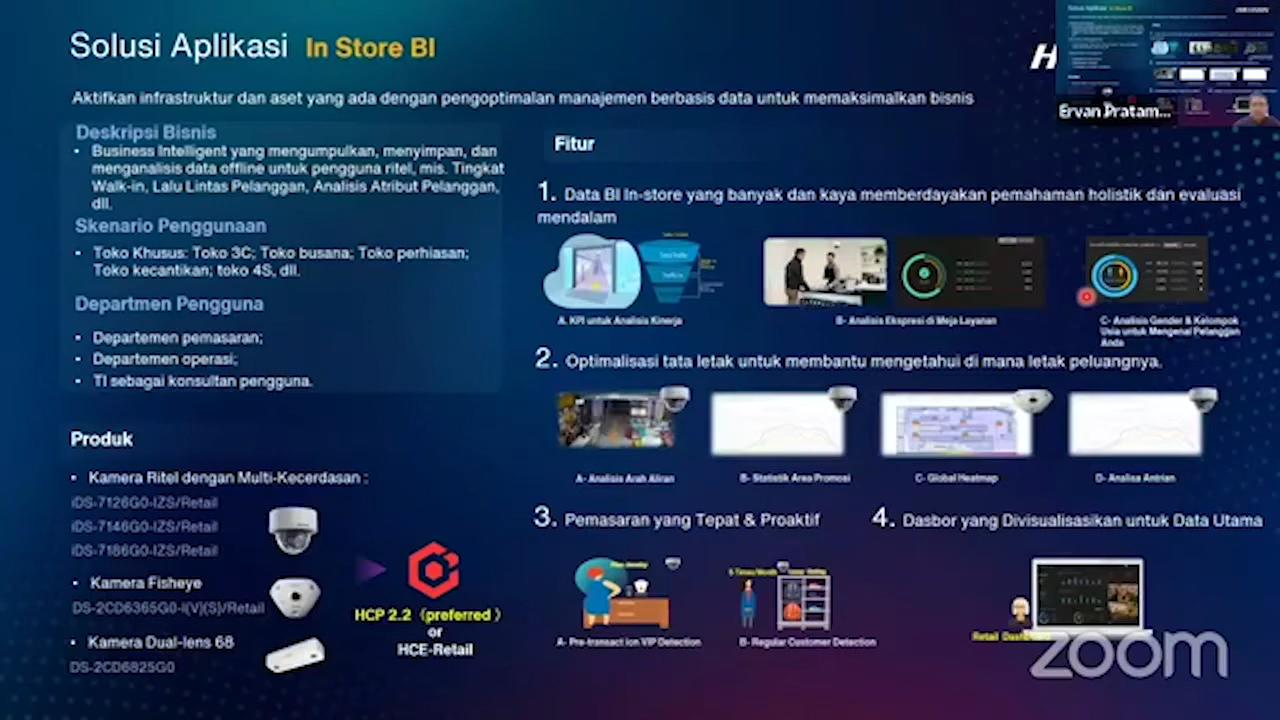 Solusi Aplikasi In Store BI
Aktifkan infrastruktur dan aset yang ada dengan pengoptimalan manajemen berbasis data untuk memaksimalkan bisnis
Ervan Pratam...
Deskripsi Bisnis
• Business Intelligent yang mengumpulkan, menyimpan, dan
menganalisis data offline untuk pengguna ritel, mis. Tingkat
Walk-in, Lalu Lintas Pelanggan, Analisis Atribut Pelanggan,
dll.
Skenario Penggunaan
• Toko Khusus: Toko 3C; Toko busana; Toko perhiasan;
Toko kecantikan; toko 4S, dll.
Departmen Pengguna
• Departemen pemasaran;
• Departemen operasi;
• TI sebagai konsultan pengguna.
Produk
• Kamera Ritel dengan Multi-Kecerdasan :
iDS-7126G0-IZS/Retail
iDS-7146G0-IZS/Retail
iDS-7186G0-IZS/Retail
• Kamera Fisheye
DS-2CD6365G0-I(V)(S)/Retail
• Kamera Dual-lens 68
DS-2CD6825G0
HCP 2.2（preferred）
or
HCE-Retail
Fitur
1. Data BI In-store yang banyak dan kaya memberdayakan pemahaman holistik dan evaluasi
mendalam
A. KPI untuk Analisis Kinerja
B- Analisis Ekspresi di Meja Layanan
C- Analisis Gender & Kelompok
Usia untuk Mengenal Pelanggan
Anda
2. Optimalisasi tata letak untuk membantu mengetahui di mana letak peluangnya.
A- Analisis Arah Aliran
B- Statistik Area Promosi
C- Global Heatmap
D- Analisa Antrian
3. Pemasaran yang Tepat & Proaktif
A- Pre-transact ion VIP Detection
B- Regular Customer Detection
4. Dasbor yang Divisualisasikan untuk Data Utama
Retail
zoom